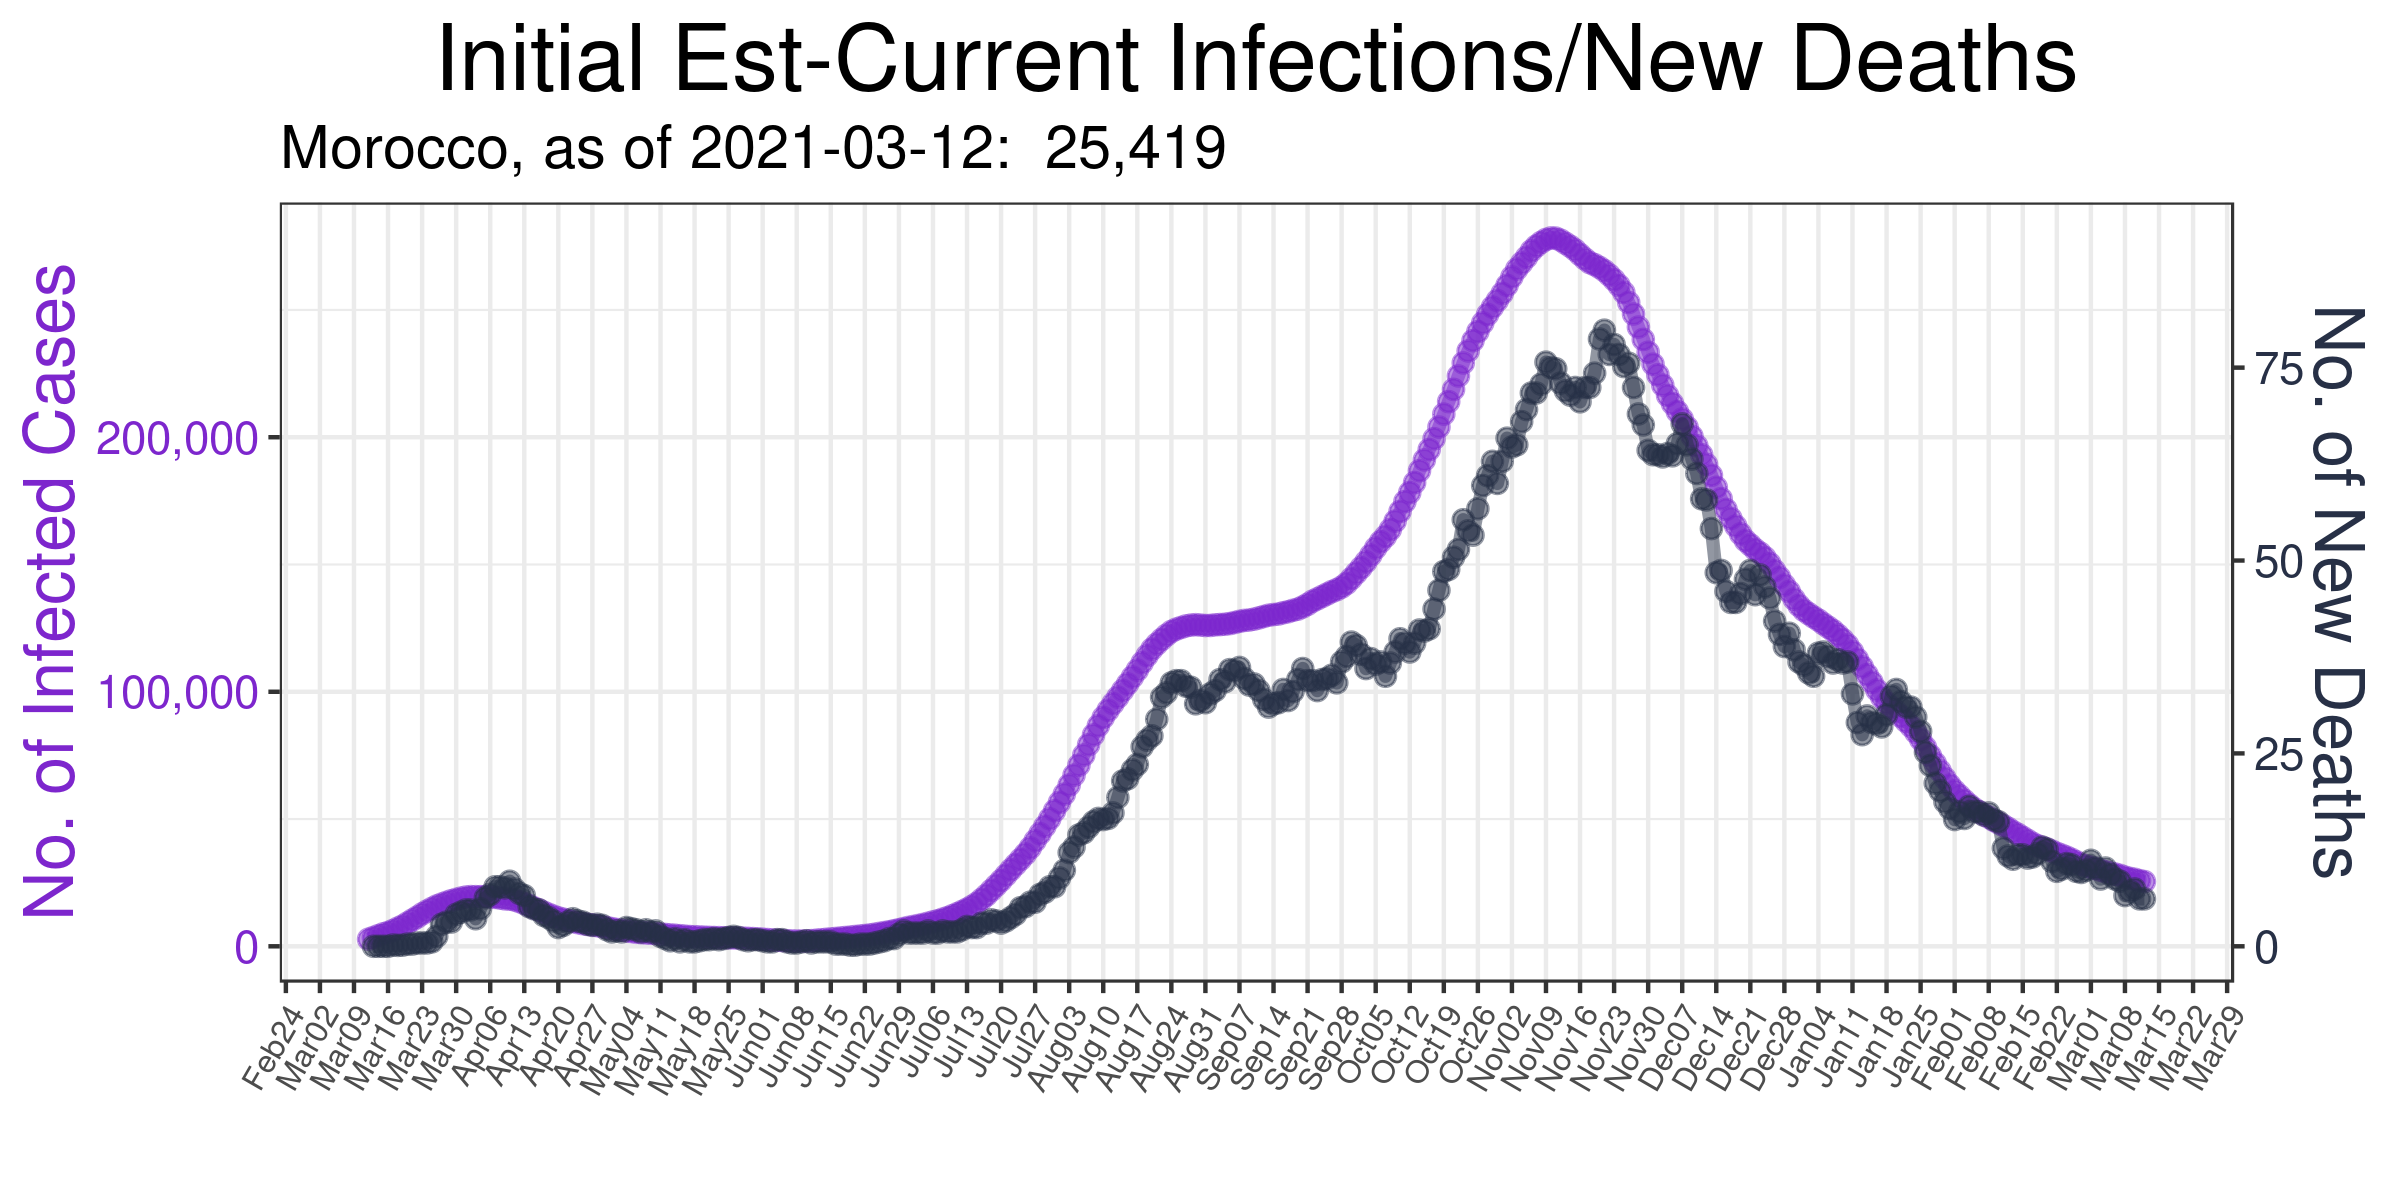 Initial Est-Current Infections/New Deaths
Morocco, as of 2021-03-12: 25,419
No. of Infected Cases
200,000
100,000
0
75
50
25
0
No. of New Deaths
Feb24
Mar02
Mar09
Mar16
Mar23
Mar30
Apr06
Apr13
Apr20
Apr27
May04
May11
May18
May25
Jun01
Jun08
Jun15
Jun22
Jun29
Jul06
Jul13
Jul20
Jul27
Aug03
Aug10
Aug17
Aug24
Aug31
Sep07
Sep14
Sep21
Sep28
Oct05
Oct12
Oct19
Oct26
Nov02
Nov09
Nov16
Nov23
Nov30
Nov07
Dec14
Dec21
Dec28
Dec04
Jan11
Jan18
Jan25
Feb01
Feb08
Feb15
Feb22
Mar01
Mar08
Mar15
Mar22
Mar29